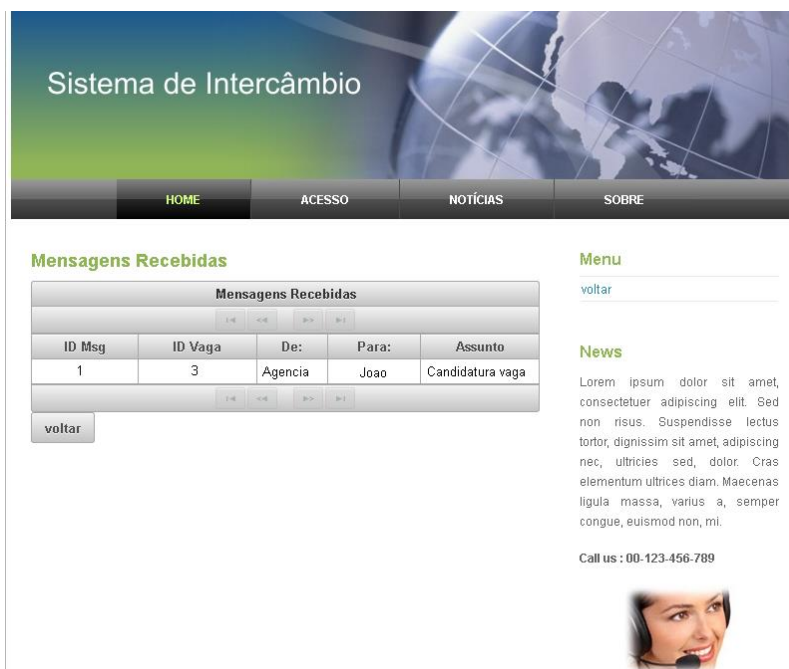 Sistema de Intercâmbio
HOME ACESSO NOTÍCIAS SOBRE
Mensagens Recebidas
Mensagens Recebidas
ID Msg ID Vaga De: Para: Assunto
1 3 Agencia Joao Candidatura vaga
voltar
Menu
voltar
News
Lorem ipsum dolor sit amet,
consectetuer adipiscing elit. Sed
non risus. Suspendisse lectus
tortor, dignissim sit amet, adipiscing
nec, ultricies sed, dolor. Cras
elementum ultrices diam. Maecenas
ligula massa, varius a, semper
congue, euismod non, mi.
Call us : 00-123-456-789